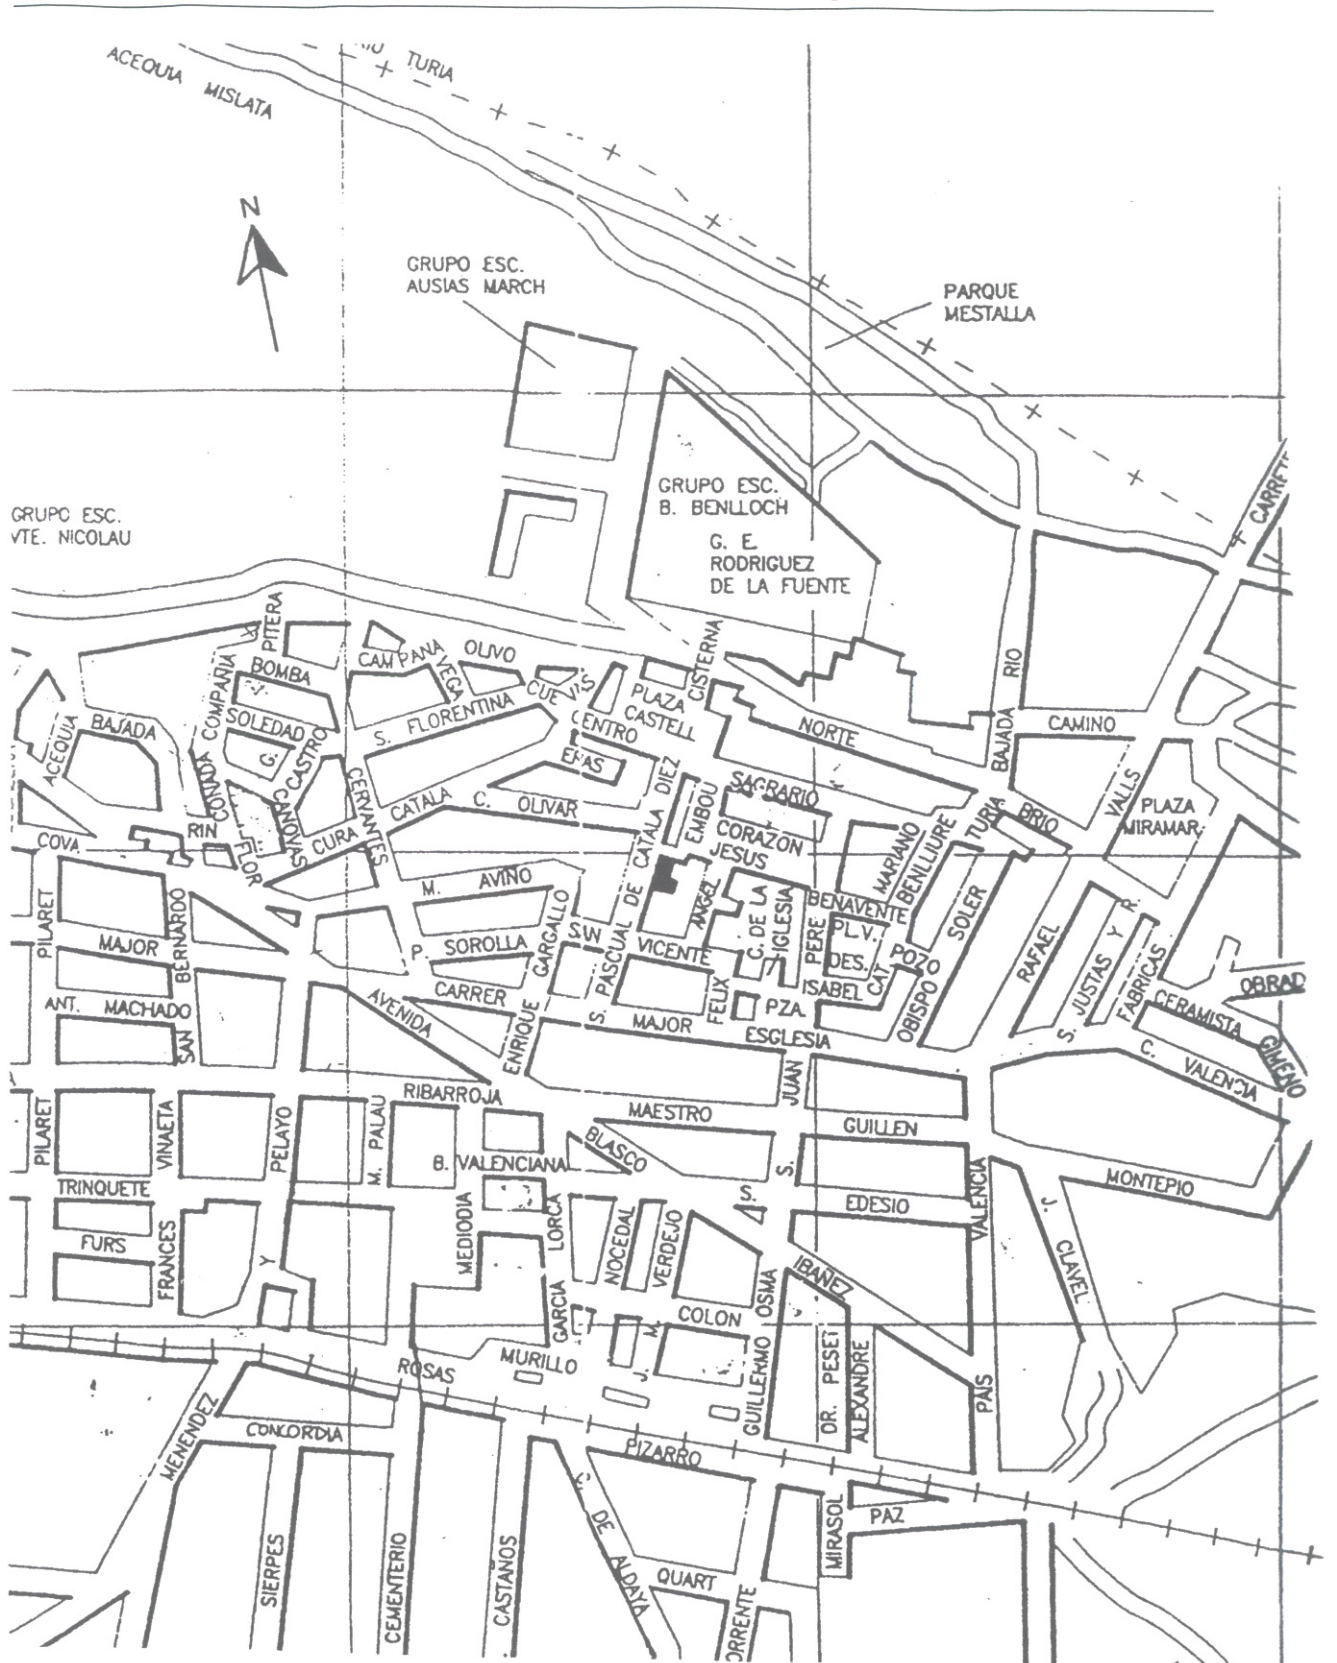 RIO TURIA
ACEQUIA MISLATA
N
GRUPO ESC.
AUSIAS MARCH
PARQUE
MESTALLA
CARRETE
GRUPO ESC.
B. BENLLOCH
GRUPO ESC.
VTE. NICOLAU
G. E.
RODRIGUEZ
DE LA FUENTE
PITERA
CISTERNA
OLIVO
CAMPANA
BOMBA
VEGA
CUEVAS
PLAZA
CASTELL
RIO
COMPAÑIA
SOLEDAD
S. FLORENTINA
CENTRO
NORTE
BAJADA
CAMINO
ACEQUIA
BAJADA
G.
CASTRO
ERAS
DIEZ
SAGRARIO
VALLS
PLAZA
MIRAMAR
CONADA
CANOVAS
CERVANTES
CATALA
C. OLIVAR
EMBOU
TURIA
BRIO
COVA
RIN
FLOR
CURA
CATALA
CORAZON
JESUS
MARIANO
BENLLIURE
M. AVIÑO
ANGEL
PILARET
MAJOR
BERNARDO
P. SOROLLA
GARGALLO
SAN VICENTE
PASCUAL DE
C. DE LA
IGLESIA
PERE
BENAVENTE
PL. V.
DES.
POZO
SOLER
RAFAEL
R.
Y
S. JUSTAS
FABRICAS
OBRAD
ANT. MACHADO
SAN
AVENIDA
CARRER
ENRIQUE
S.
MAJOR
FELIX
PZA.
ESGLESIA
ISABEL
CAT
OBISPO
CERAMISTA
GIMENO
C. VALENCIA
RIBARROJA
MAESTRO
JUAN
GUILLEN
PILARET
VINAETA
PELAYO
M. PALAU
B. VALENCIANA
BLASCO
S.
MONTEPIO
TRINQUETE
FURS
FRANCES
Y
MEDIODIA
LORCA
NOCEDAL
VERDEJO
S.
EDESIO
VALENCIA
J. CLAVEL
GARCIA
J. M.
COLON
OSMA
IBAÑEZ
ROSAS
MURILLO
GUILLERMO
DR. PESET
ALEXANDRE
PAIS
MENENDEZ
CONCORDIA
PIZARRO
SIERPES
CEMENTERIO
CASTANOS
C. DE ALDAYA
QUART
MIRASOL
PAZ
ORRENTE